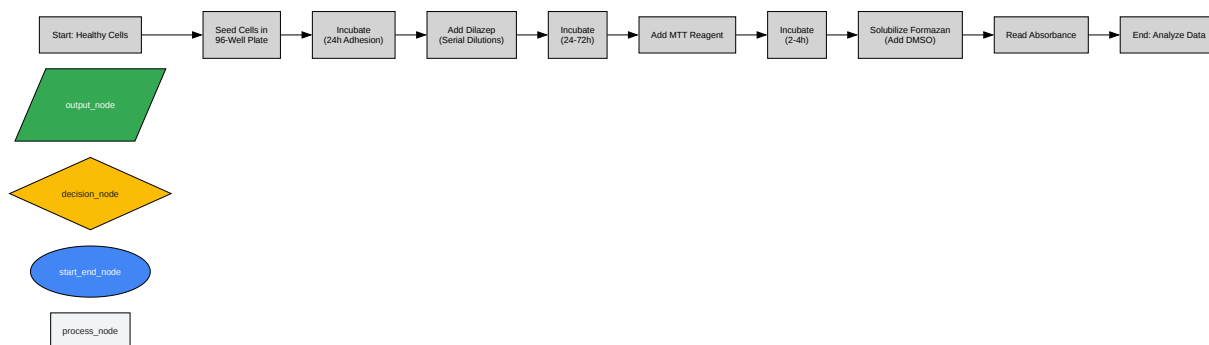 Start: Healthy Cells
Seed Cells in
96-Well Plate
Incubate
(24h Adhesion)
Add Dilazep
(Serial Dilutions)
Incubate
(24-72h)
Add MTT Reagent
Incubate
(2-4h)
Solubilize Formazan
(Add DMSO)
Read Absorbance
End: Analyze Data
output_node
decision_node
start_end_node
process_node